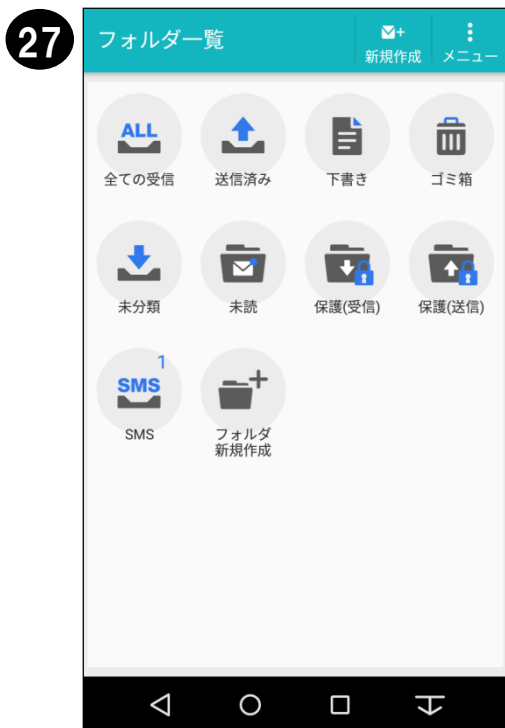 27
フォルダ一覧
新規作成
メニュー
ALL
全ての受信
送信済み
下書き
ゴミ箱
未分類
未読
保護(受信)
保護(送信)
1
SMS
SMS
フォルダ
新規作成